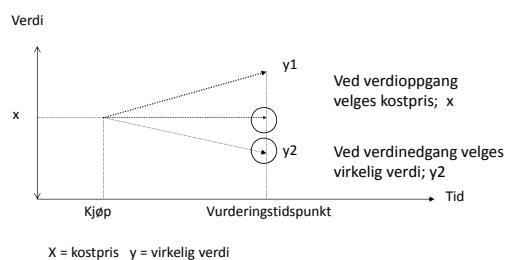 Verdi
y1
Ved verdioppgang
velges kostpris; x
x
Ved verdinedgang velges
y2
virkelig verdi; y2
Tid
Kjøp
Vurderingstidspunkt
X = kostpris y = virkelig verdi